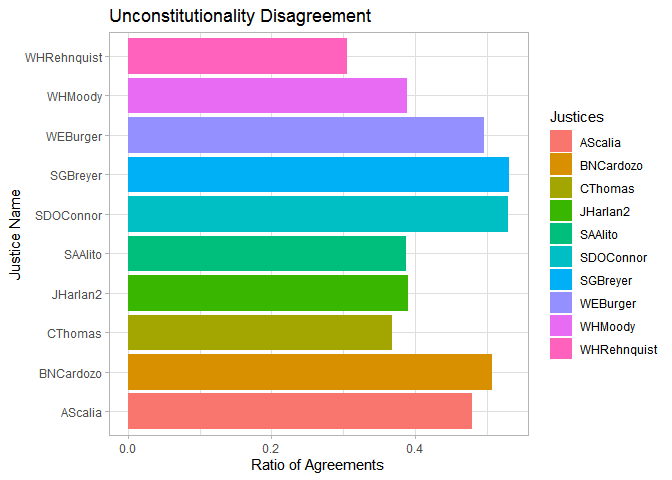 Unconstitutionality Disagreement
WHRehnquist
WHMoody
WEBurger
SGBreyer
SDOConnor
SAAlito
JHarlan2
CThomas
BNCardozo
AScalia
Justice Name
0.0
0.2
0.4
Ratio of Agreements
Justices
AScalia
BNCardozo
CThomas
JHarlan2
SAAlito
SDOConnor
SGBreyer
WEBurger
WHMoody
WHRehnquist